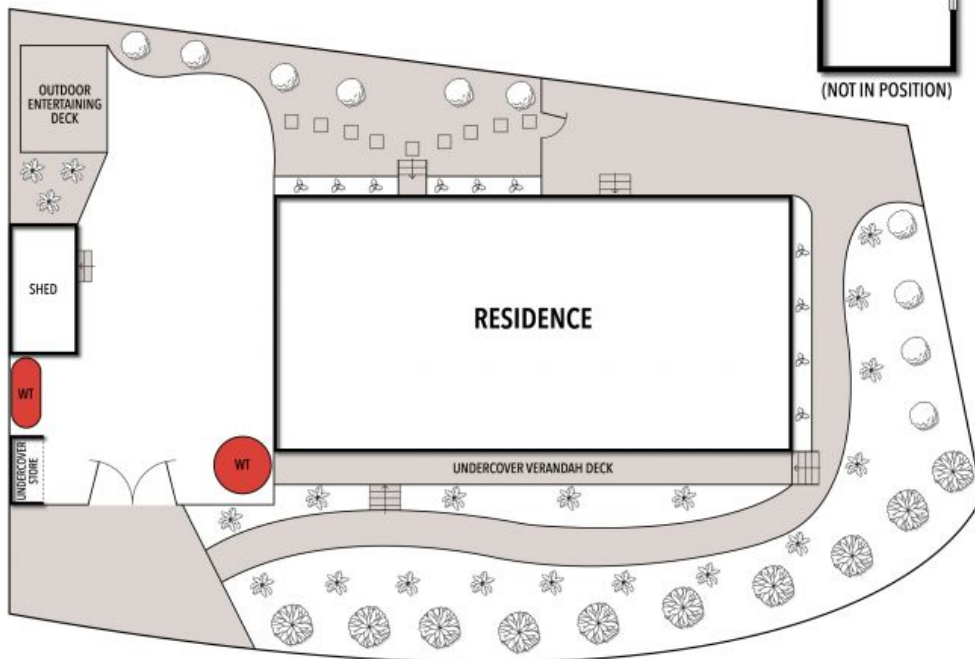 (NOT IN POSITION)
OUTDOOR
ENTERTAINING
DECK
SHED
RESIDENCE
WT
WT
UNDERCOVER
STORE
UNDERCOVER VERANDAH DECK